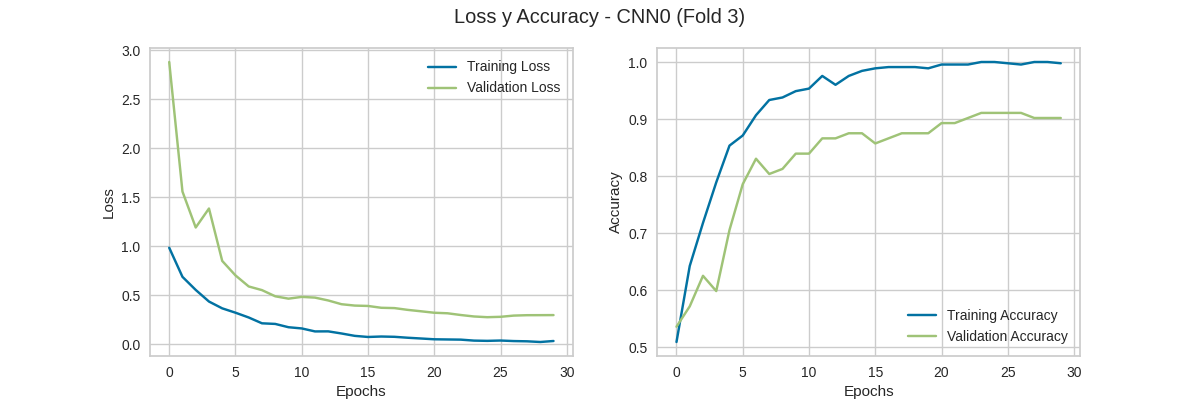 Loss y Accuracy - CNN0 (Fold 3)
3.0
2.5
2.0
1.5
1.0
0.5
0.0
Loss
0 5 10 15 20 25 30
Epochs
Training Loss
Validation Loss
1.0
0.9
0.8
0.7
0.6
0.5
Accuracy
0 5 10 15 20 25 30
Epochs
Training Accuracy
Validation Accuracy